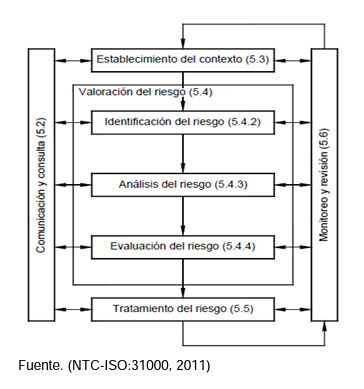 Establecimiento del contexto (5.3)
Valoración del riesgo (5.4)
Identificación del riesgo (5.4.2)
Análisis del riesgo (5.4.3)
Evaluación del riesgo (5.4.4)
Tratamiento del riesgo (5.5)
Comunicación y consulta (5.2)
Monitoreo y revisión (5.6)
Fuente. (NTC-ISO:31000, 2011)